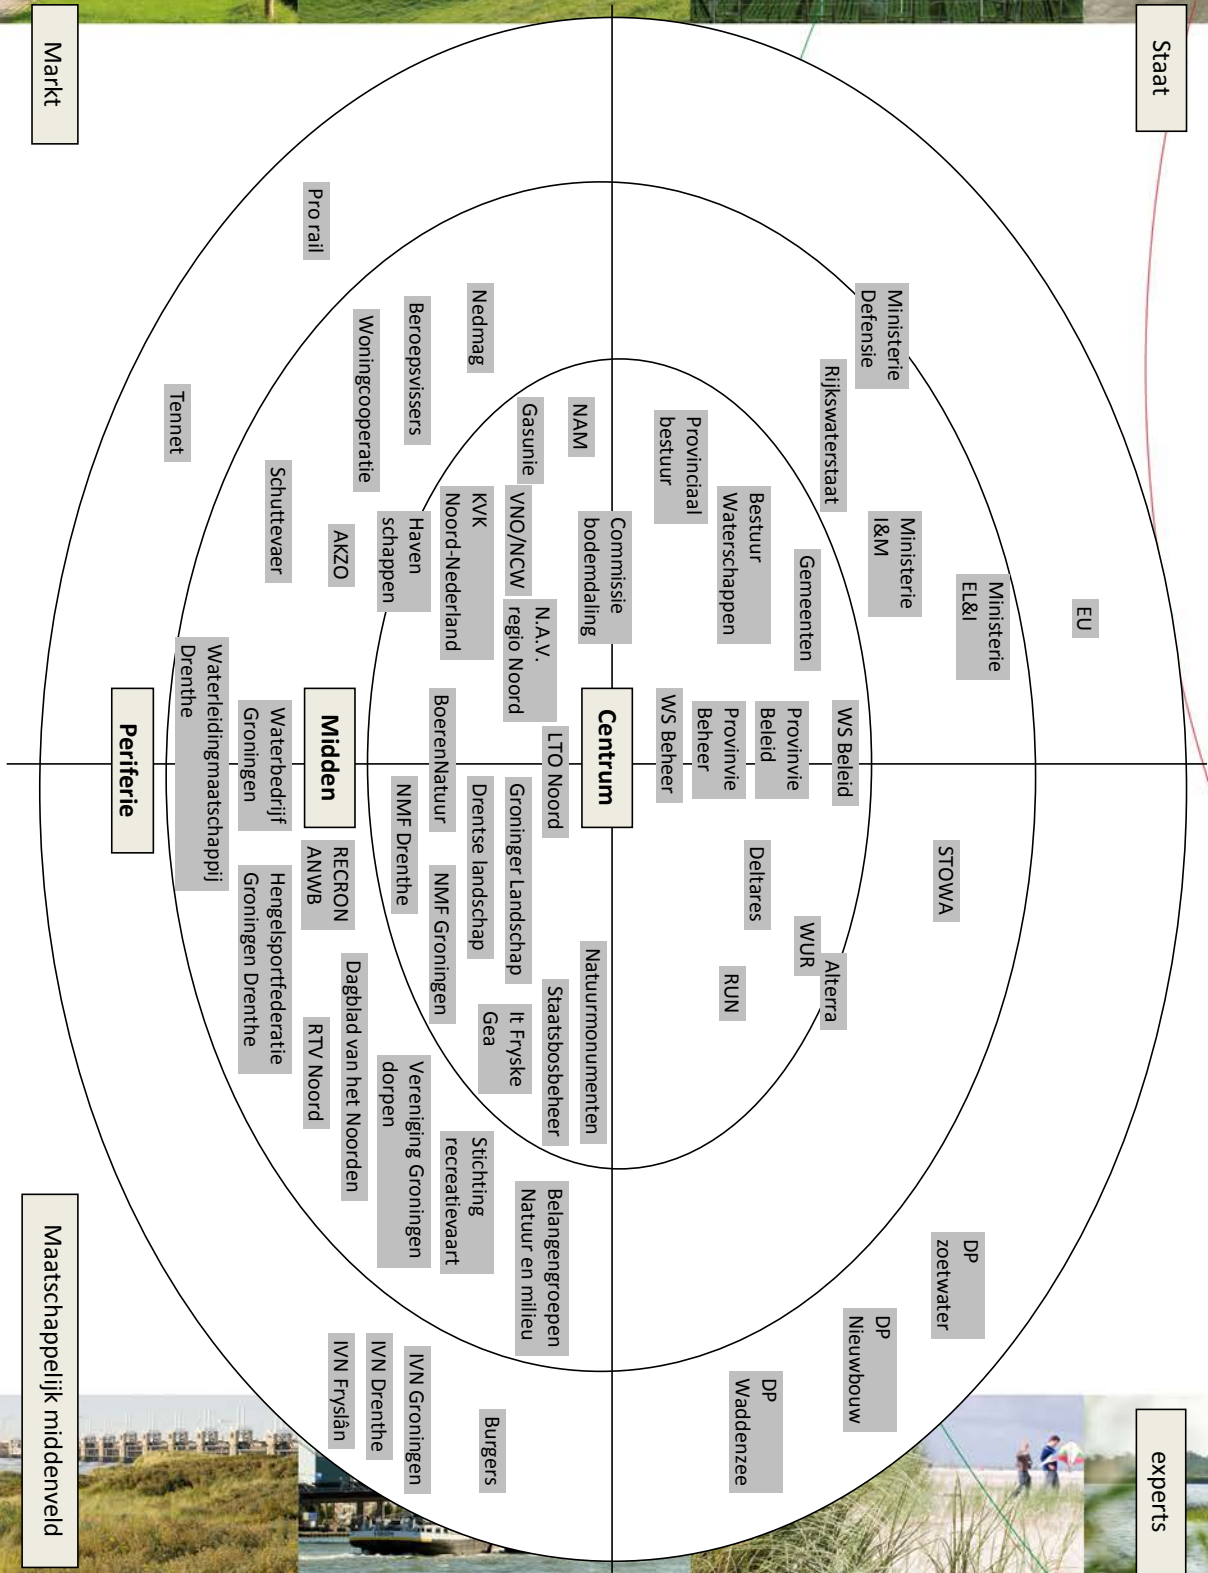 Staat
experts
EU
Ministerie
EL&I
Ministerie
Defensie
Ministerie
I&M
Rijkswaterstaat
Gemeenten
Bestuur
Waterschappen
Provinciaal
bestuur
WS Beleid
Provinvie
Beleid
Provinvie
Beheer
WS Beheer
STOWA
Alterra
WUR
Deltares
RUN
DP
zoetwater
DP
Nieuwbouw
DP
Waddenzee
Centrum
Commissie
bodemdaling
NAM
Gasunie
VNO/NCW
N.A.V.
regio Noord
KVK
Noord-Nederland
Haven
schappen
Nedmag
Beroepsvissers
Woningcooperatie
AKZO
Schuttevaer
Pro rail
Tennet
LTO Noord
BoerenNatuur
Natuurmonumenten
Staatsbosbeheer
Groninger Landschap
It Fryske
Gea
Drentse landschap
NMF Groningen
NMF Drenthe
Belangengroepen
Natuur en milieu
Stichting
recreatievaart
Vereniging Groningen
dorpen
Dagblad van het Noorden
RTV Noord
RECRON
ANWB
Midden
Waterbedrijf
Groningen
Hengelsportfederatie
Groningen Drenthe
Waterleidingmaatschappij
Drenthe
Burgers
IVN Groningen
IVN Drenthe
IVN Fryslân
Periferie
Markt
Maatschappelijk middenveld